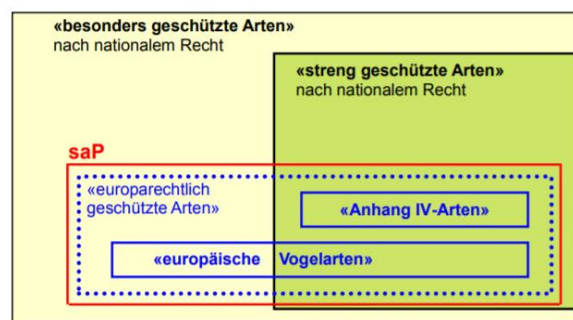 «besonders geschützte Arten»
nach nationalem Recht
«streng geschützte Arten»
nach nationalem Recht
saP
«europarechtlich
geschützte Arten»
«Anhang IV-Arten»
«europäische Vogelarten»